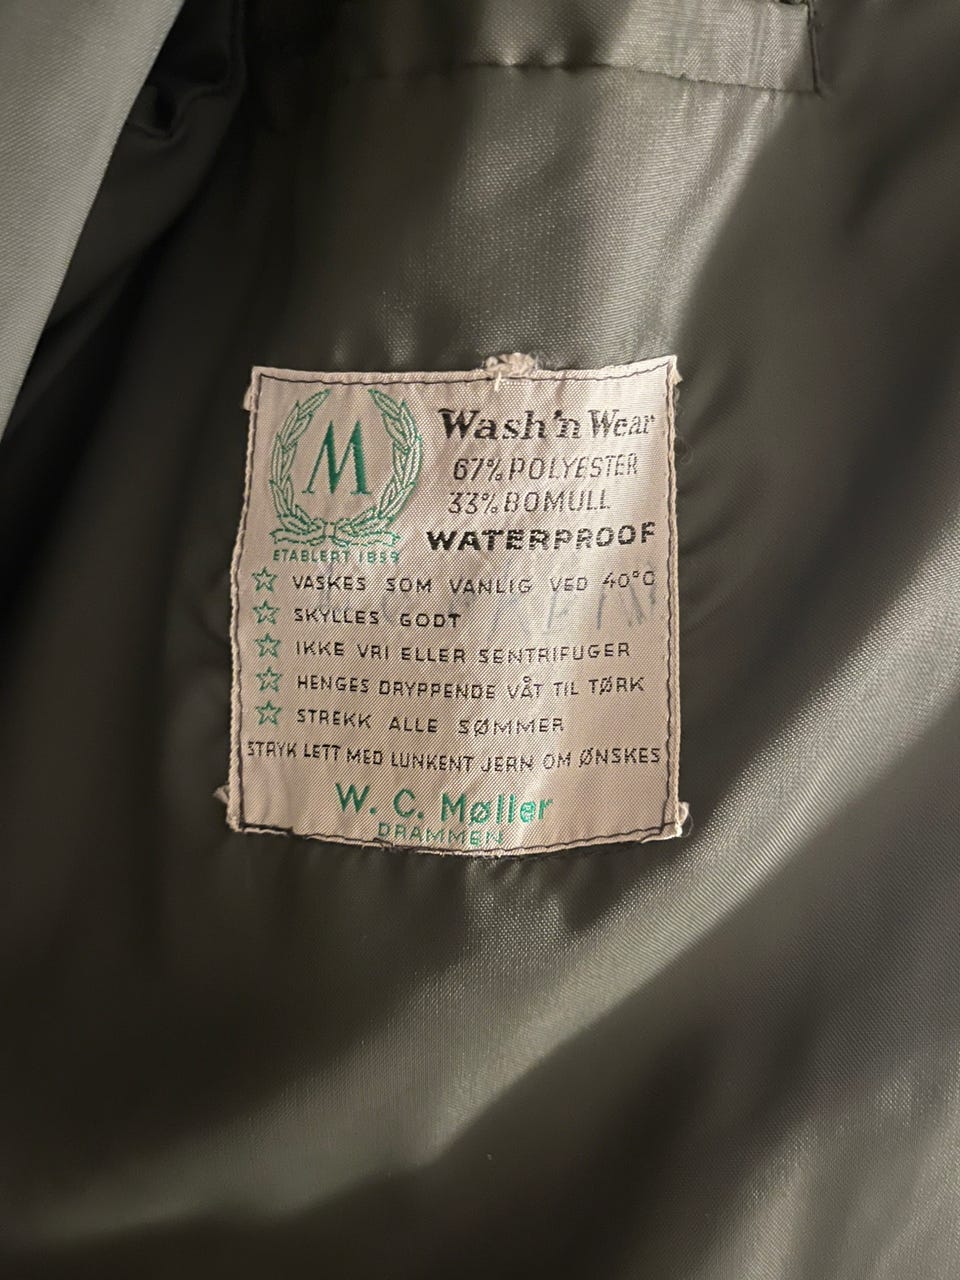 M
ETABLERT 1859
Wash'n Wear
67% POLYESTER
33% BOMULL
WATERPROOF
☆ VASKES SOM VANLIG VED 40°C
☆ SKYLLES GODT
☆ IKKE VRI ELLER SENTRIFUGER
☆ HENGES DRYPPENDE VÅT TIL TØRK
☆ STREKK ALLE SØMMER
STRYK LETT MED LUNKENT JERN OM ØNSKES
W. C. Møller
DRAMMEN